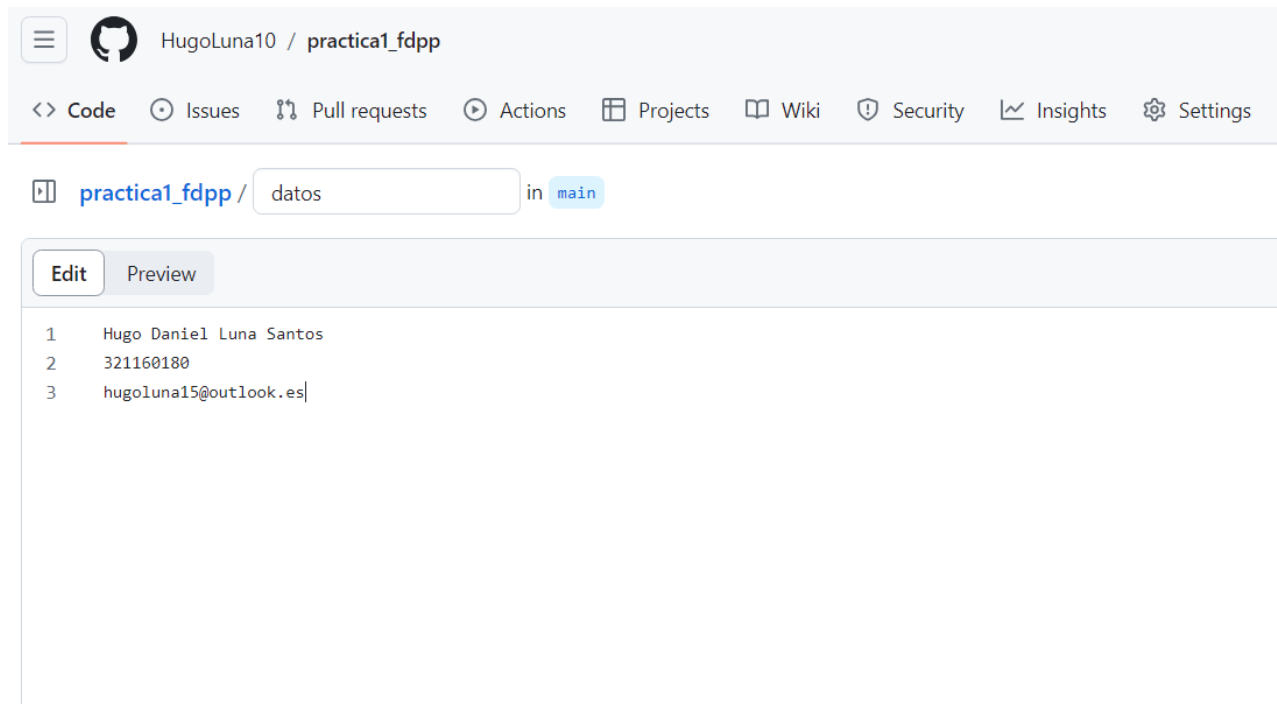 HugoLuna10 / practica1_fdpp
Code Issues Pull requests Actions Projects Wiki Security Insights Settings
practica1_fdpp / datos in main
Edit Preview
1 Hugo Daniel Luna Santos
2 321160180
3 hugoluna15@outlook.es